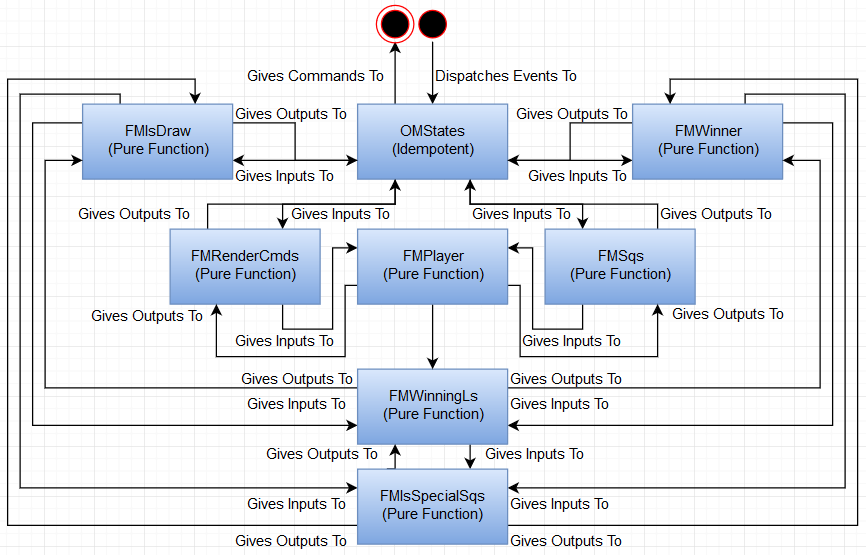 Gives Commands To
Dispatches Events To
Gives Outputs To
Gives Outputs To
FMIsDraw
(Pure Function)
OMStates
(Idempotent)
FMWinner
(Pure Function)
Gives Inputs To
Gives Inputs To
Gives Outputs To
Gives Inputs To
Gives Inputs To
Gives Outputs To
FMRenderCmds
(Pure Function)
FMPlayer
(Pure Function)
FMSqs
(Pure Function)
Gives Outputs To
Gives Outputs To
Gives Inputs To
Gives Inputs To
Gives Outputs To
Gives Outputs To
FMWinningLs
(Pure Function)
Gives Inputs To
Gives Inputs To
Gives Outputs To
Gives Inputs To
FMIsSpecialSqs
(Pure Function)
Gives Inputs To
Gives Inputs To
Gives Outputs To
Gives Outputs To